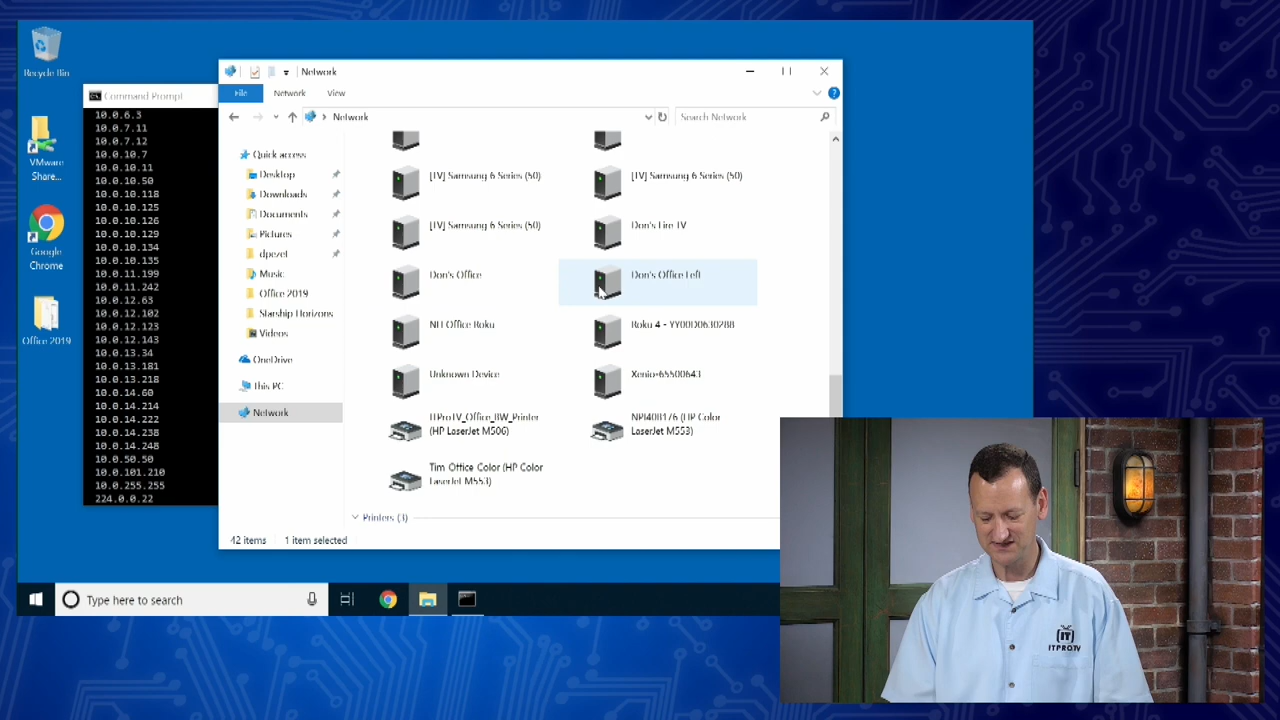 Recycle Bin
VMware
Share...
Google
Chrome
Office 2019
Command Prompt
10.0.6.3
10.0.7.11
10.0.7.12
10.0.10.7
10.0.10.11
10.0.10.50
10.0.10.118
10.0.10.125
10.0.10.126
10.0.10.129
10.0.10.134
10.0.10.135
10.0.11.199
10.0.11.242
10.0.12.63
10.0.12.102
10.0.12.123
10.0.12.143
10.0.13.34
10.0.13.181
10.0.13.218
10.0.14.60
10.0.14.214
10.0.14.222
10.0.14.238
10.0.14.248
10.0.50.50
10.0.101.210
10.0.255.255
224.0.0.22
Network
File Network View
Network
Search Network
Quick access
Desktop
Downloads
Documents
Pictures
dpezet
Music
Office 2019
Starship Horizons
Videos
OneDrive
This PC
Network
[TV] Samsung 6 Series (50) [TV] Samsung 6 Series (50)
[TV] Samsung 6 Series (50) Don's Fire TV
Don's Office Don's Office Left
NH Office Roku Roku 4 - YY00D0630288
Unknown Device Xenio-65500643
ITProTV_Office_BW_Printer
(HP LaserJet M506)
NPI40B176 (HP Color
LaserJet M553)
Tim Office Color (HP Color
LaserJet M553)
Printers (3)
42 items 1 item selected
Type here to search
IT
ITPROTV